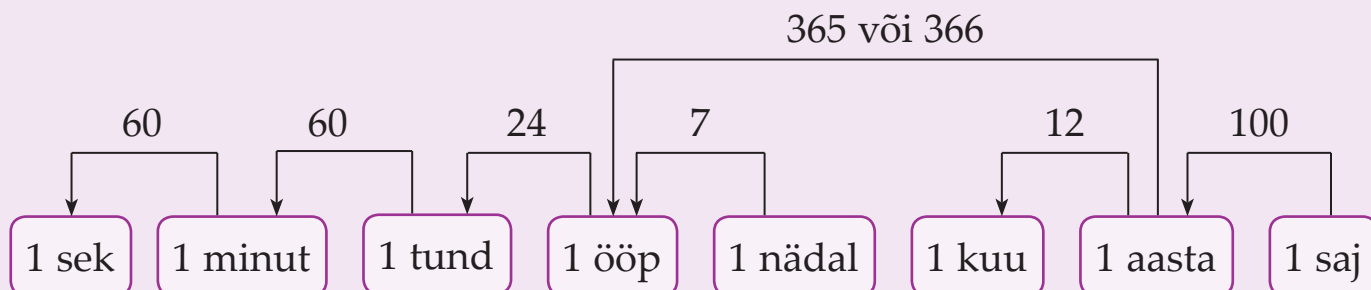 365 või 366
60 60 24 7 12 100
1 sek 1 minut 1 tund 1 ööp 1 nädal 1 kuu 1 aasta 1 saj